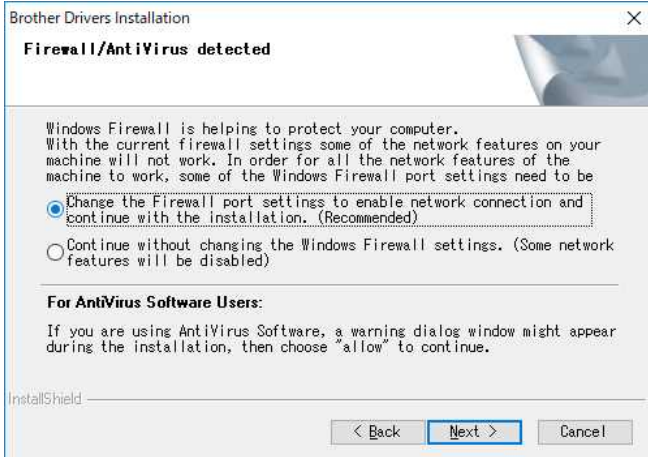 Brother Drivers Installation
Firewall/AntiVirus detected
Windows Firewall is helping to protect your computer.
With the current firewall settings some of the network features on your
machine will not work. In order for all the network features of the
machine to work, some of the Windows Firewall port settings need to be
Change the Firewall port settings to enable network connection and
continue with the installation. (Recommended)
Continue without changing the Windows Firewall settings. (Some network
features will be disabled)
For AntiVirus Software Users:
If you are using AntiVirus Software, a warning dialog window might appear
during the installation, then choose "allow" to continue.
InstallShield
< Back Next > Cancel